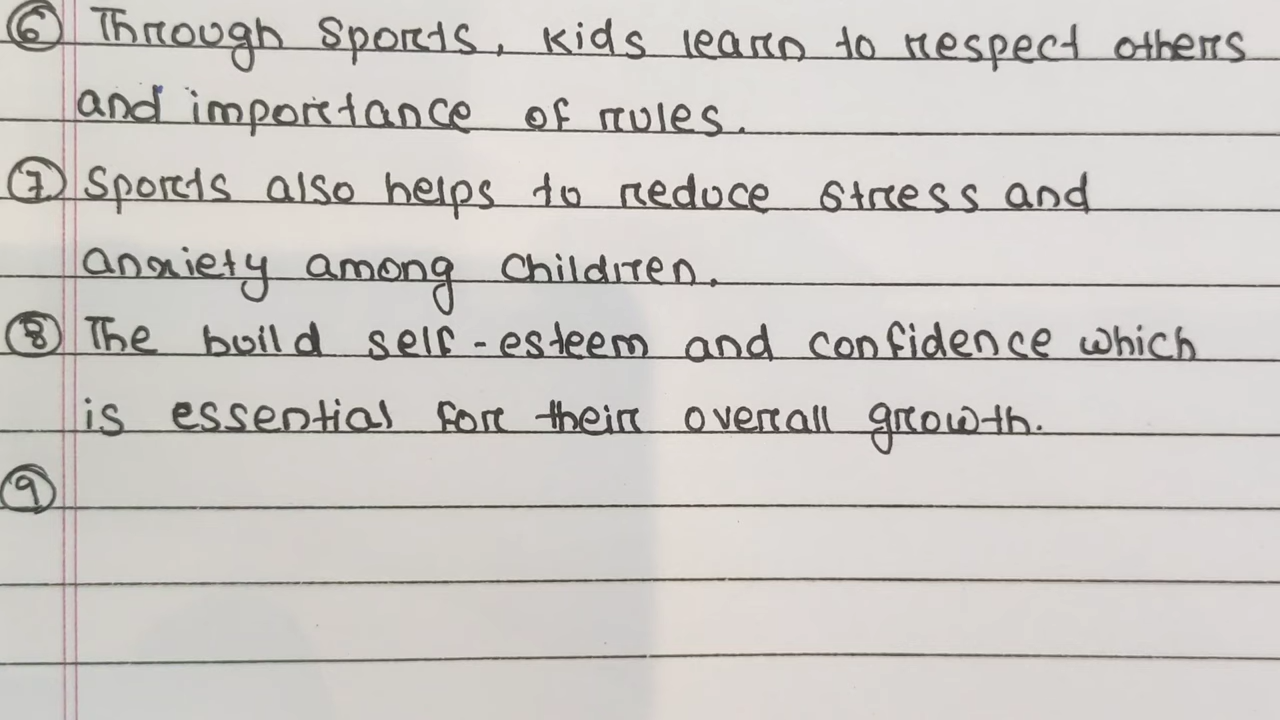 ⑥ Through sports, kids learn to respect others
and importance of rules.
⑦ Sports also helps to reduce stress and
anxiety among children.
⑧ The build self-esteem and confidence which
is essential for their overall growth.
⑨